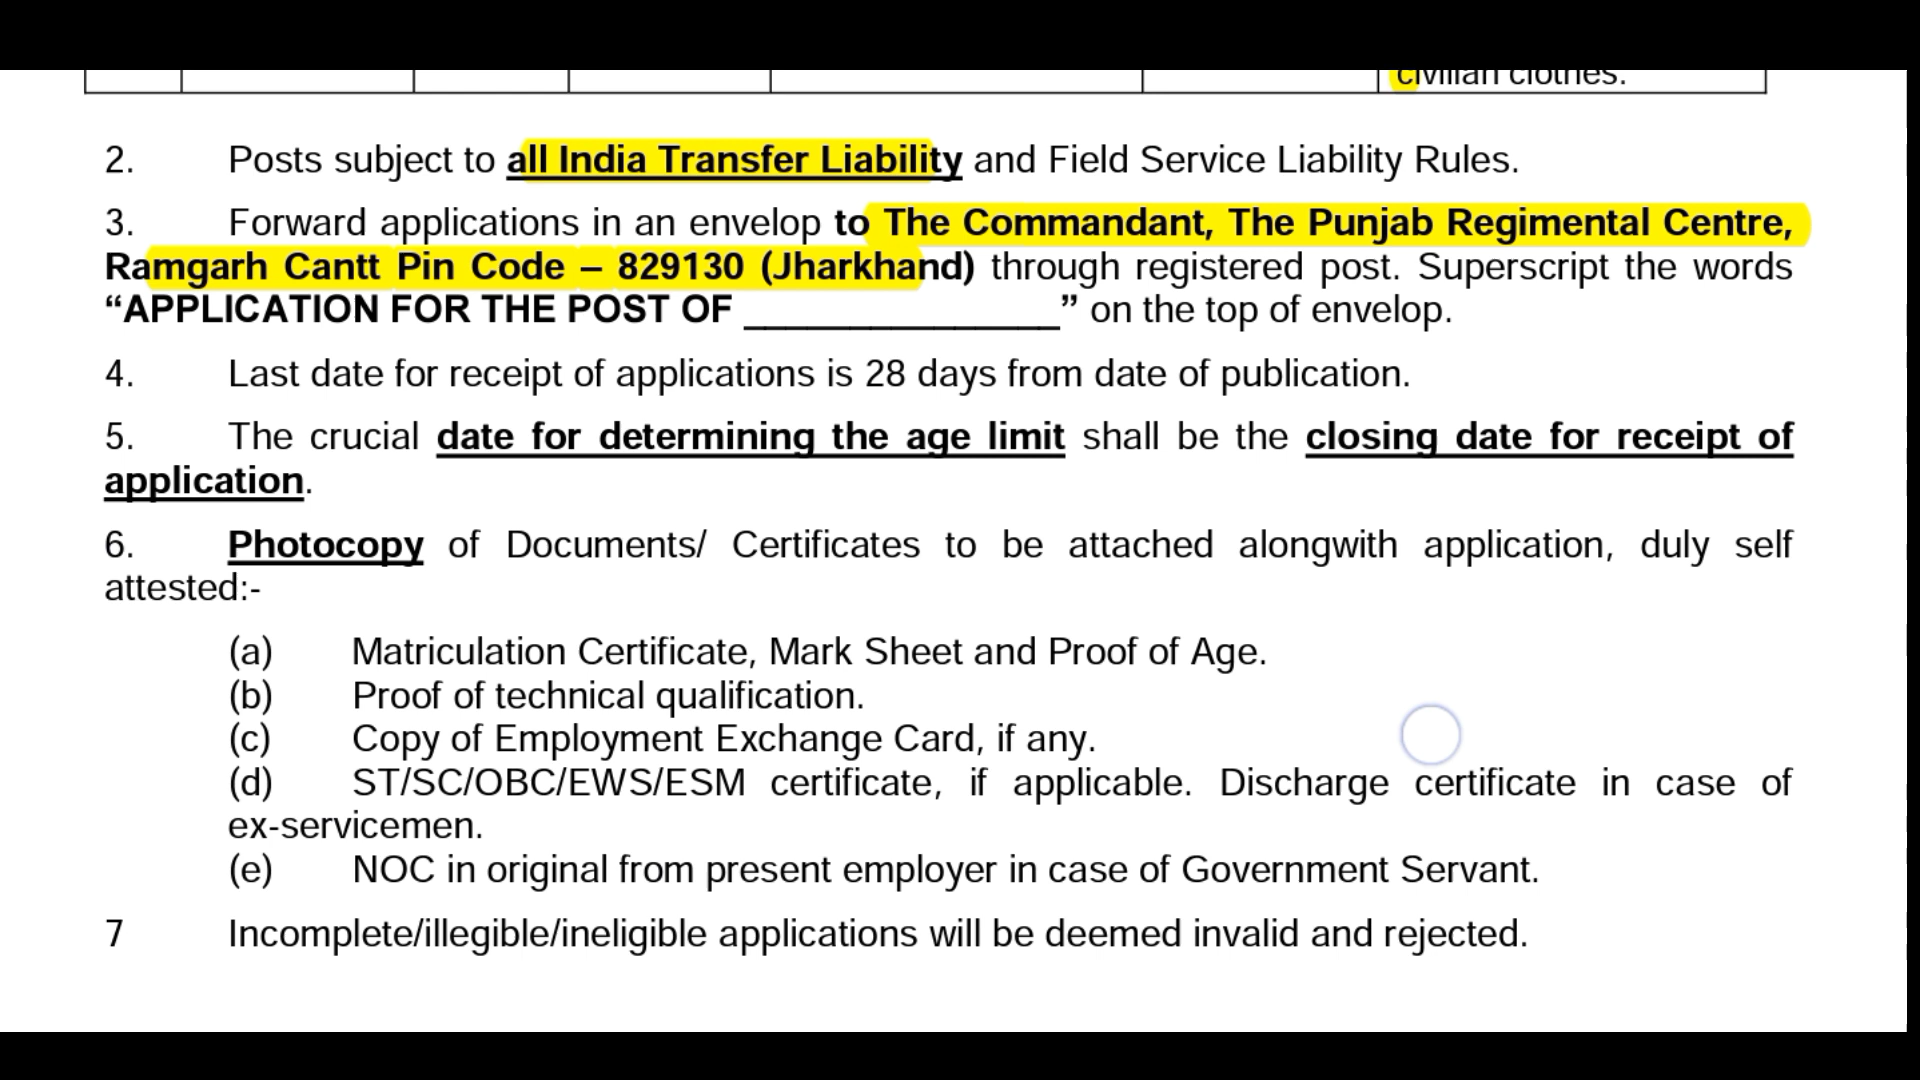 civilian clothes.
2. Posts subject to all India Transfer Liability and Field Service Liability Rules.
3. Forward applications in an envelop to The Commandant, The Punjab Regimental Centre,
Ramgarh Cantt Pin Code – 829130 (Jharkhand) through registered post. Superscript the words
“APPLICATION FOR THE POST OF _______________” on the top of envelop.
4. Last date for receipt of applications is 28 days from date of publication.
5. The crucial date for determining the age limit shall be the closing date for receipt of
application.
6. Photocopy of Documents/ Certificates to be attached alongwith application, duly self
attested:-
(a) Matriculation Certificate, Mark Sheet and Proof of Age.
(b) Proof of technical qualification.
(c) Copy of Employment Exchange Card, if any.
(d) ST/SC/OBC/EWS/ESM certificate, if applicable. Discharge certificate in case of
ex-servicemen.
(e) NOC in original from present employer in case of Government Servant.
7 Incomplete/illegible/ineligible applications will be deemed invalid and rejected.